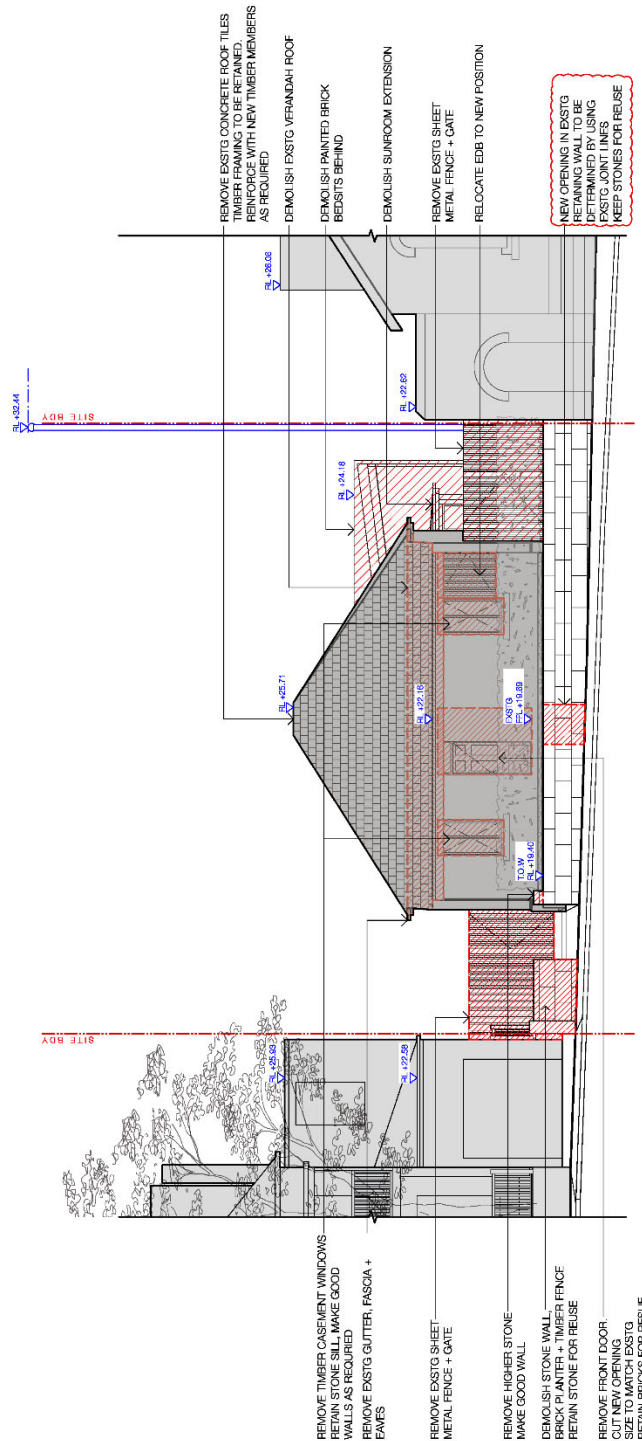 REMOVE EXSTG CONCRETE ROOF TILES
TIMBER FRAMING TO BE RETAINED.
REINFORCE WITH NEW TIMBER MEMBERS
AS REQUIRED
DEMOLISH EXSTG VERANDAH ROOF
DEMOLISH PAINTED BRICK
BEDSITS BEHIND
DEMOLISH SUNROOM EXTENSION
REMOVE EXSTG SHEET
METAL FENCE + GATE
RELOCATE EDB TO NEW POSITION
NEW OPENING IN EXSTG
RETAINING WALL TO BE
DETERMINED BY USING
EXSTG JOINT LINES
KEEP STONES FOR REUSE
RL +26.08
RL +32.44
SITE BDY
RL +22.62
RL +24.18
RL +25.71
RL +22.16
EXSTG
FFL +19.89
T.O.W
RL +19.40
SITE BDY
RL +25.93
RL +22.58
REMOVE TIMBER CASEMENT WINDOWS
RETAIN STONE SILL, MAKE GOOD
WALLS AS REQURIED
REMOVE EXSTG GUTTER, FASCIA +
EAVES
REMOVE EXSTG SHEET
METAL FENCE + GATE
REMOVE HIGHER STONE
MAKE GOOD WALL
DEMOLISH STONE WALL,
BRICK PLANTER + TIMBER FENCE
RETAIN STONE FOR REUSE
REMOVE FRONT DOOR
CUT NEW OPENING
SIZE TO MATCH EXSTG
RETAIN BRICKS FOR REUSE